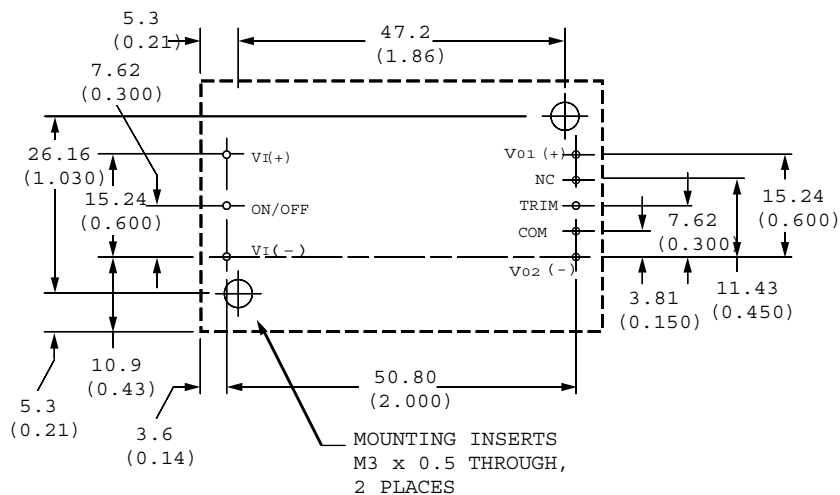 5.3
(0.21)
47.2
(1.86)
7.62
(0.300)
26.16
(1.030)
15.24
(0.600)
VI(+)
ON/OFF
VI(-)
VO1 (+)
NC
TRIM
COM
VO2 (-)
15.24
(0.600)
7.62
(0.300)
11.43
(0.450)
3.81
(0.150)
10.9
(0.43)
5.3
(0.21)
3.6
(0.14)
50.80
(2.000)
MOUNTING INSERTS
M3 x 0.5 THROUGH,
2 PLACES